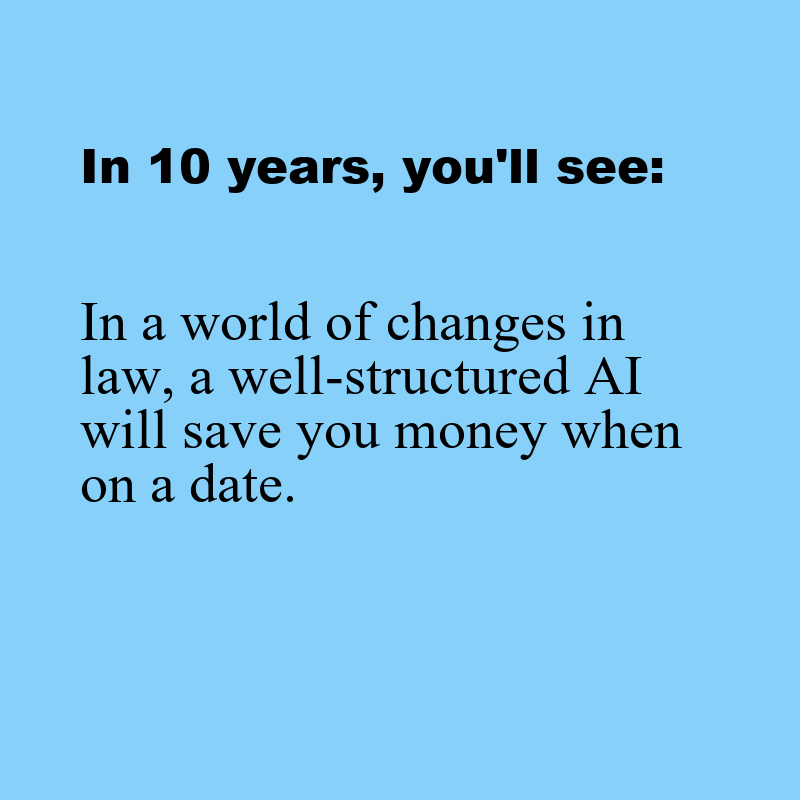 In 10 years, you'll see:
In a world of changes in
law, a well-structured AI
will save you money when
on a date.